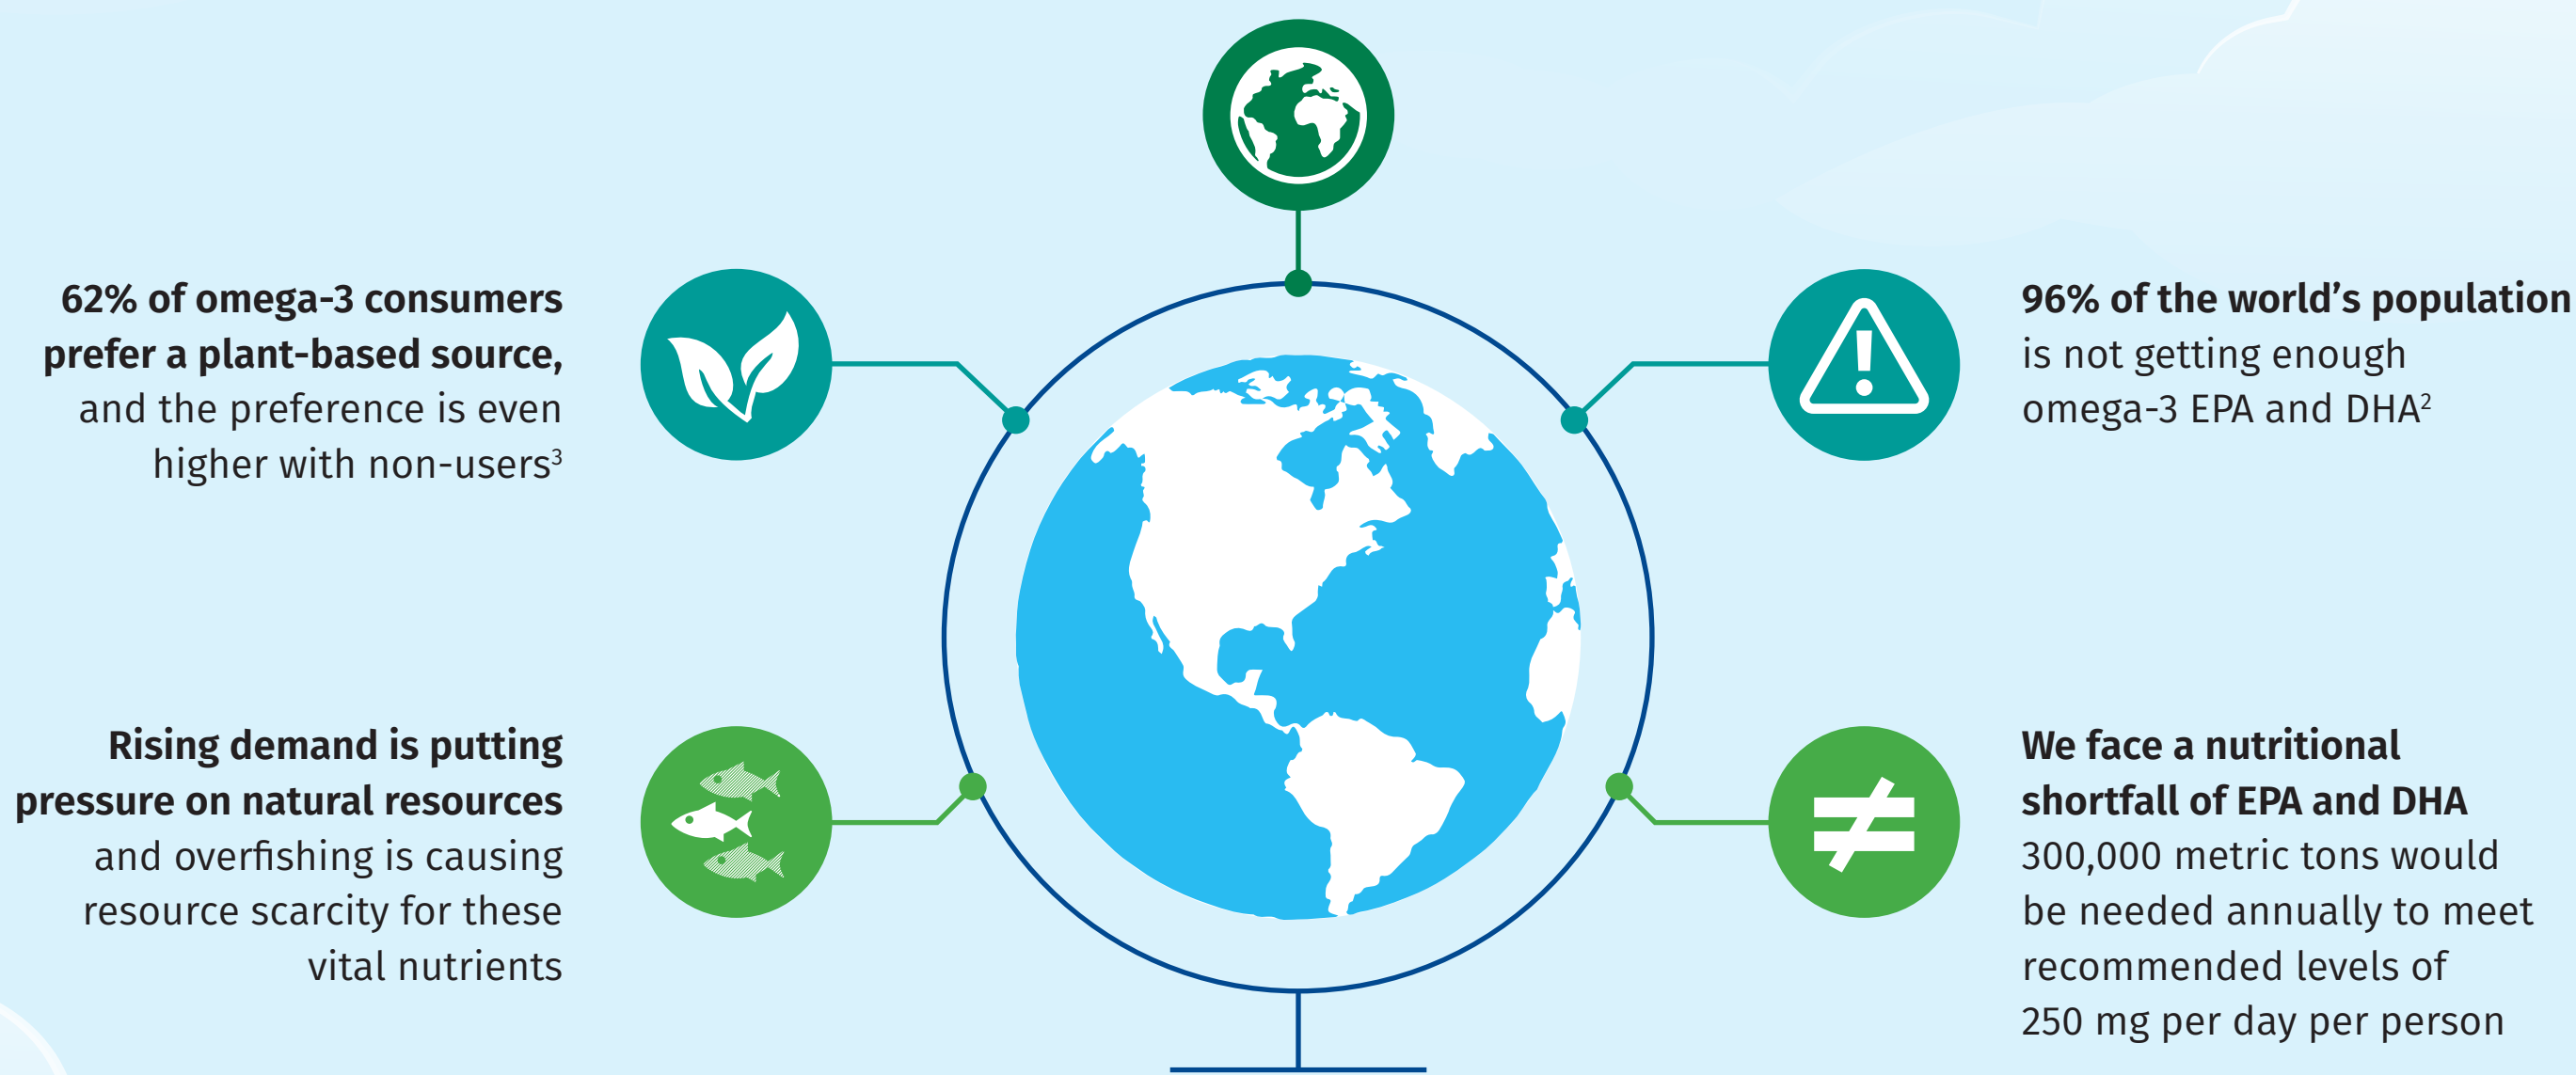 62% of omega-3 consumers
prefer a plant-based source,
and the preference is even
higher with non-users³
96% of the world’s population
is not getting enough
omega-3 EPA and DHA²
Rising demand is putting
pressure on natural resources
and overfishing is causing
resource scarcity for these
vital nutrients
We face a nutritional
shortfall of EPA and DHA
300,000 metric tons would
be needed annually to meet
recommended levels of
250 mg per day per person